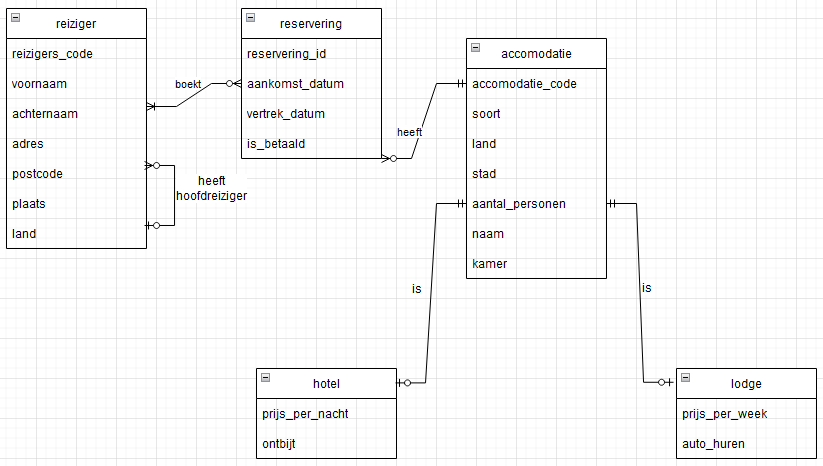 reiziger
reizigers_code
voornaam
achternaam
adres
postcode
plaats
land
boekt
heeft
hoofdreiziger
reservering
reservering_id
aankomst_datum
vertrek_datum
is_betaald
heeft
accomodatie
accomodatie_code
soort
land
stad
aantal_personen
naam
kamer
is
is
hotel
prijs_per_nacht
ontbijt
lodge
prijs_per_week
auto_huren